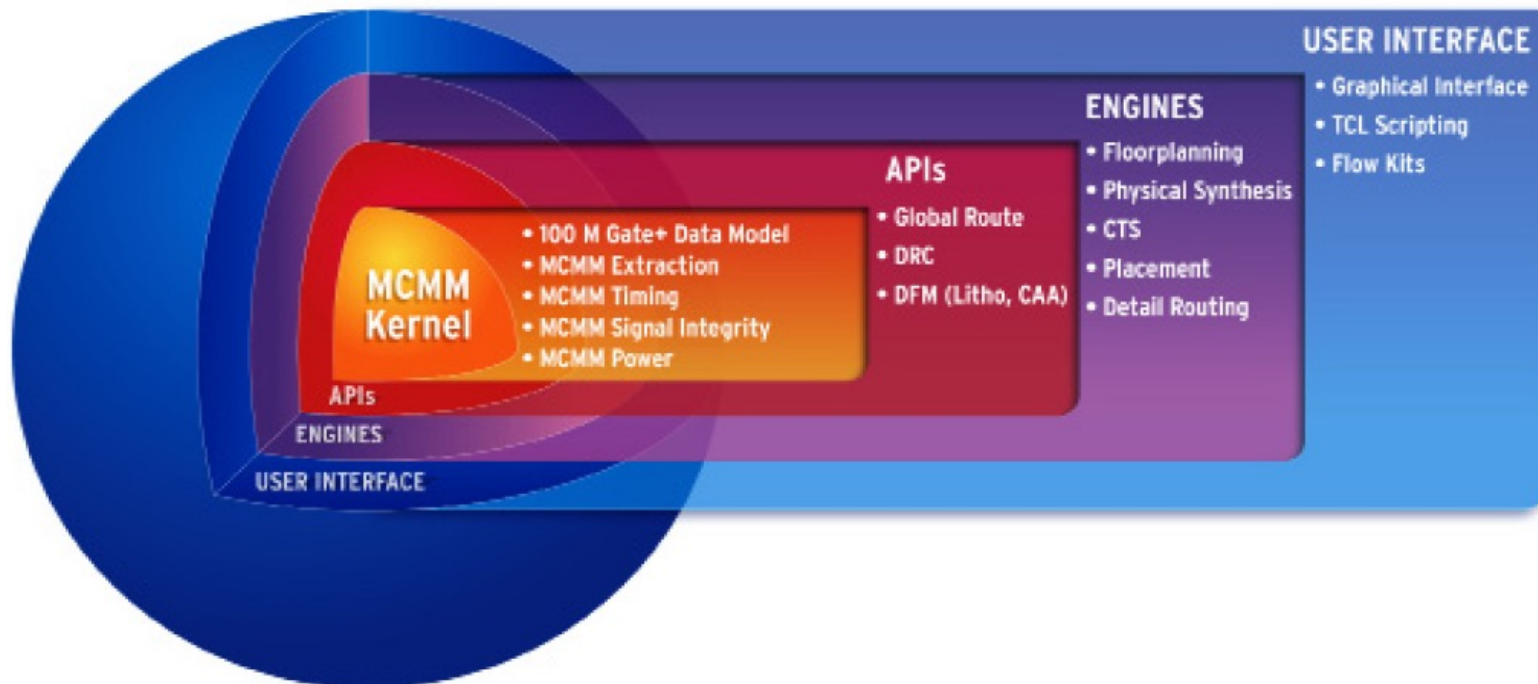 USER INTERFACE
• Graphical Interface
• TCL Scripting
• Flow Kits
ENGINES
• Floorplanning
• Physical Synthesis
• CTS
• Placement
• Detail Routing
APIs
• Global Route
• DRC
• DFM (Litho, CAA)
MCMM
Kernel
• 100 M Gate+ Data Model
• MCMM Extraction
• MCMM Timing
• MCMM Signal Integrity
• MCMM Power
APIs
ENGINES
USER INTERFACE